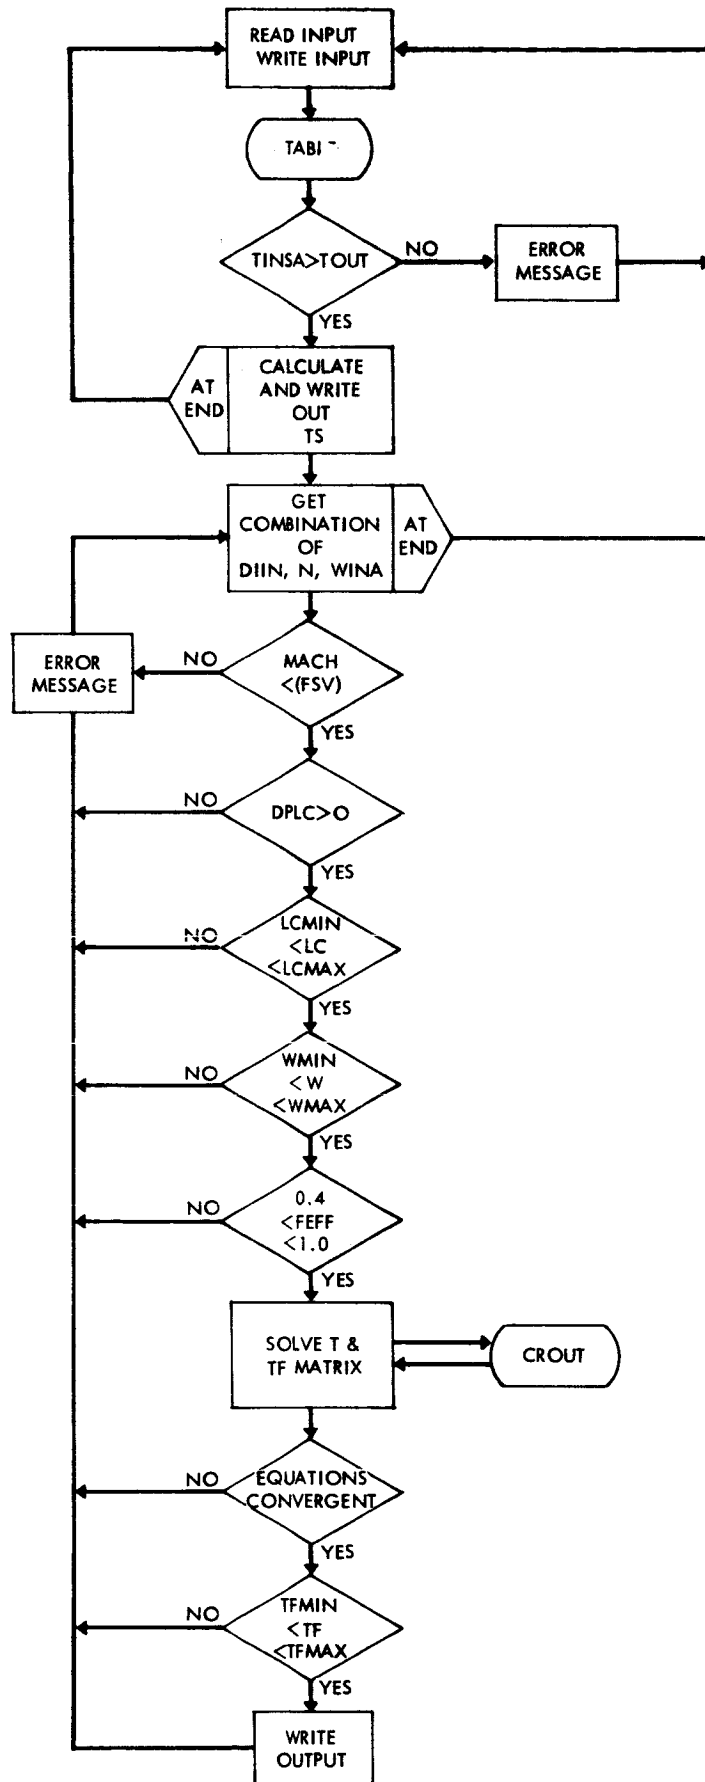 READ INPUT
WRITE INPUT
TINSA>TOUT
NO
ERROR
MESSAGE
YES
AT
END
CALCULATE
AND WRITE
OUT
TS
GET
COMBINATION
OF
DIIN, N, WINA
AT
END
ERROR
MESSAGE
NO
MACH
<(FSV)
YES
NO
DPLC>O
YES
NO
LCMIN
<LC
<LCMAX
YES
NO
WMIN
<W
<WMAX
YES
NO
0.4
<FEFF
<1.0
YES
SOLVE T &
TF MATRIX
CROUT
NO
EQUATIONS
CONVERGENT
YES
NO
TFMIN
<TF
<TFMAX
YES
WRITE
OUTPUT